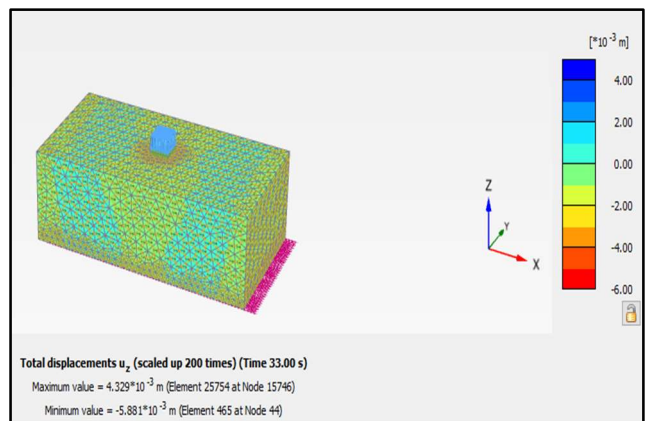 [*10 -3 m]
4.00
2.00
0.00
-2.00
-4.00
-6.00
Z
Y
X
Total displacements uz (scaled up 200 times) (Time 33.00 s)
Maximum value = 4.329*10 -3 m (Element 25754 at Node 15746)
Minimum value = -5.881*10 -3 m (Element 465 at Node 44)